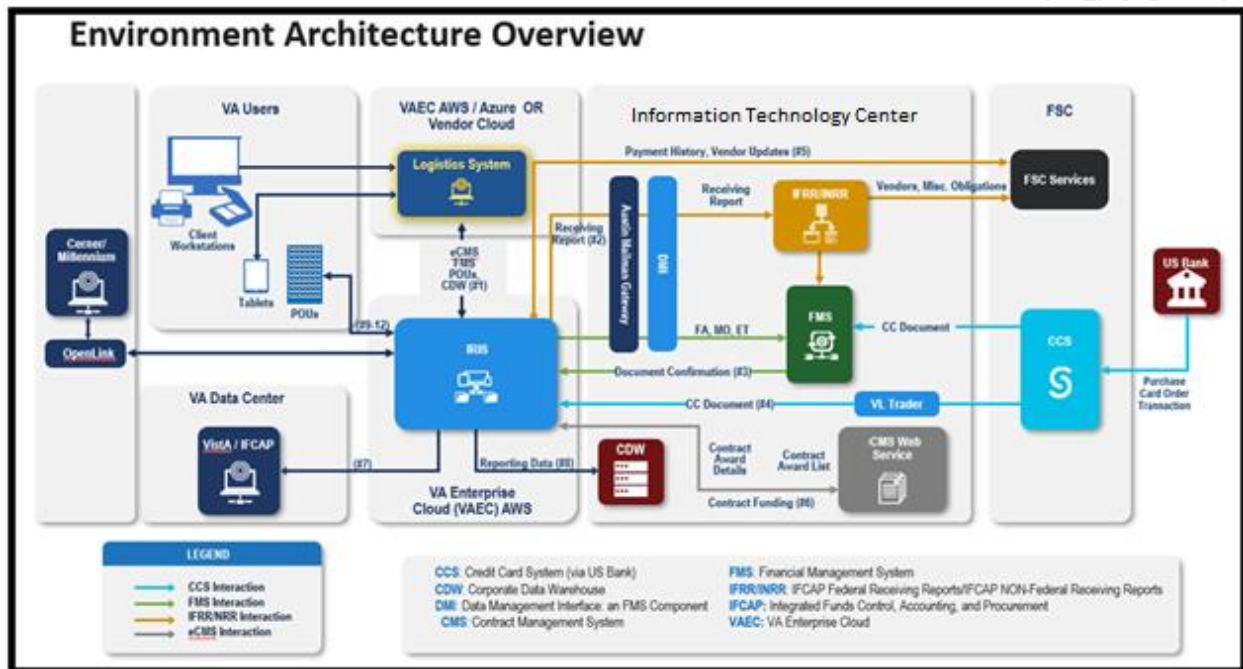 Environment Architecture Overview
VA Users
Client
Workstations
Tablets
POUs
Cerner/
Millennium
OpenLink
VAEC AWS / Azure OR
Vendor Cloud
Logistics System
eCMS
FMS
POUs,
CDW (#1)
(#9-12)
IRIS
VA Enterprise
Cloud (VAEC) AWS
VA Data Center
VistA / IFCAP
(#7)
Reporting Data (#8)
Information Technology Center
Payment History, Vendor Updates (#5)
Receiving
Report (#2)
Austin Mailman Gateway
DMI
Receiving
Report
IFRR/INRR
Vendors, Misc. Obligations
FA, MO, ET
FMS
Document Confirmation (#3)
CC Document
CC Document (#4)
VL Trader
CDW
Contract
Award
Details
Contract
Award List
Contract Funding (#6)
CMS Web
Service
FSC
FSC Services
CCS
US Bank
Purchase
Card Order
Transaction
LEGEND
CCS Interaction
FMS Interaction
IFRR/NRR Interaction
eCMS Interaction
CCS: Credit Card System (via US Bank)
CDW: Corporate Data Warehouse
DMI: Data Management Interface: an FMS Component
CMS: Contract Management System
FMS: Financial Management System
IFRR/INRR: IFCAP Federal Receiving Reports/IFCAP NON-Federal Receiving Reports
IFCAP: Integrated Funds Control, Accounting, and Procurement
VAEC: VA Enterprise Cloud